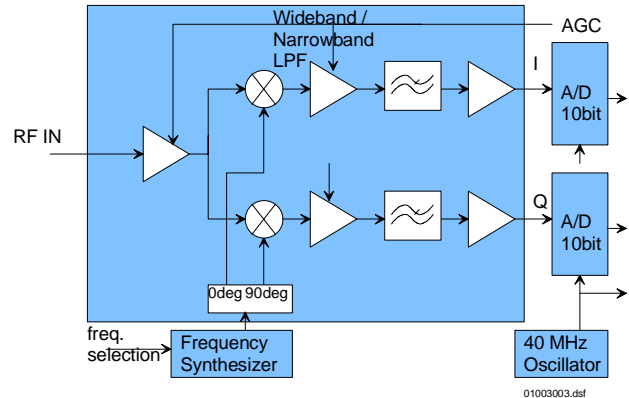 Wideband /
Narrowband
LPF
AGC
I
A/D
10bit
RF IN
Q
A/D
10bit
0deg 90deg
freq.
selection
Frequency
Synthesizer
40 MHz
Oscillator
01003003.dsf